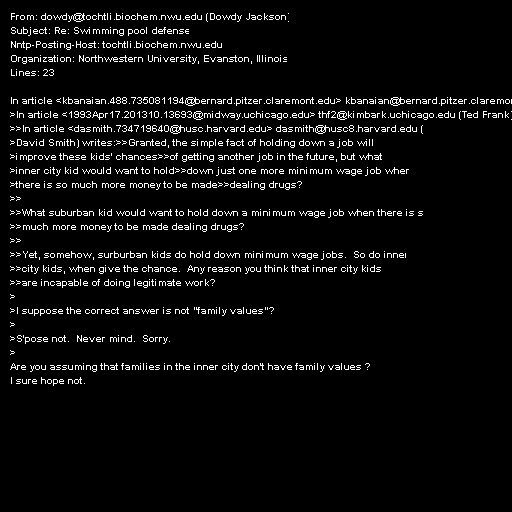 From: dowdy@tochtli.biochem.nwu.edu (Dowdy Jackson)
Subject: Re: Swimming pool defense
Nntp-Posting-Host: tochtli.biochem.nwu.edu
Organization: Northwestern University, Evanston, Illinois
Lines: 23

In article <kbanaian.488.735081194@bernard.pitzer.claremont.edu> kbanaian@bernard.pitzer.claremon
>In article <1993Apr17.201310.13693@midway.uchicago.edu> thf2@kimbark.uchicago.edu (Ted Frank)
>>In article <dasmith.734719640@husc.harvard.edu> dasmith@husc8.harvard.edu (
>David Smith) writes:>>Granted, the simple fact of holding down a job will
>improve these kids' chances>>of getting another job in the future, but what
>inner city kid would want to hold>>down just one more minimum wage job wher
>there is so much more money to be made>>dealing drugs?
>>
>>What suburban kid would want to hold down a minimum wage job when there is s
>>much more money to be made dealing drugs?
>>
>>Yet, somehow, surburban kids do hold down minimum wage jobs.  So do inner
>>city kids, when give the chance.  Any reason you think that inner city kids
>>are incapable of doing legitimate work?
>
>I suppose the correct answer is not "family values"?
>
>S'pose not.  Never mind.  Sorry.
>
Are you assuming that families in the inner city don't have family values ?
I sure hope not.